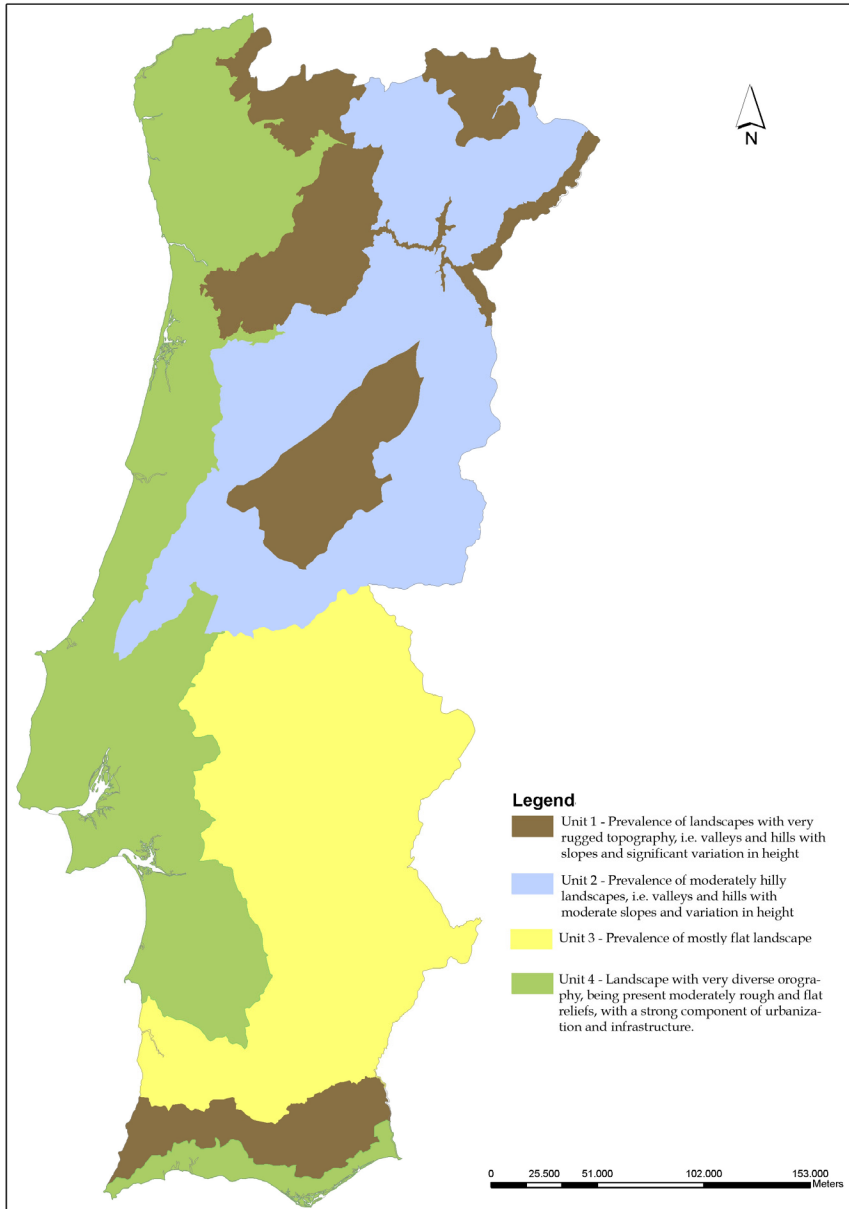 N
Legend
Unit 1 - Prevalence of landscapes with very
rugged topography, i.e. valleys and hills with
slopes and significant variation in height
Unit 2 - Prevalence of moderately hilly
landscapes, i.e. valleys and hills with
moderate slopes and variation in height
Unit 3 - Prevalence of mostly flat landscape
Unit 4 - Landscape with very diverse orogra-
phy, being present moderately rough and flat
reliefs, with a strong component of urbaniza-
tion and infrastructure.
0 25.500 51.000 102.000 153.000
Meters